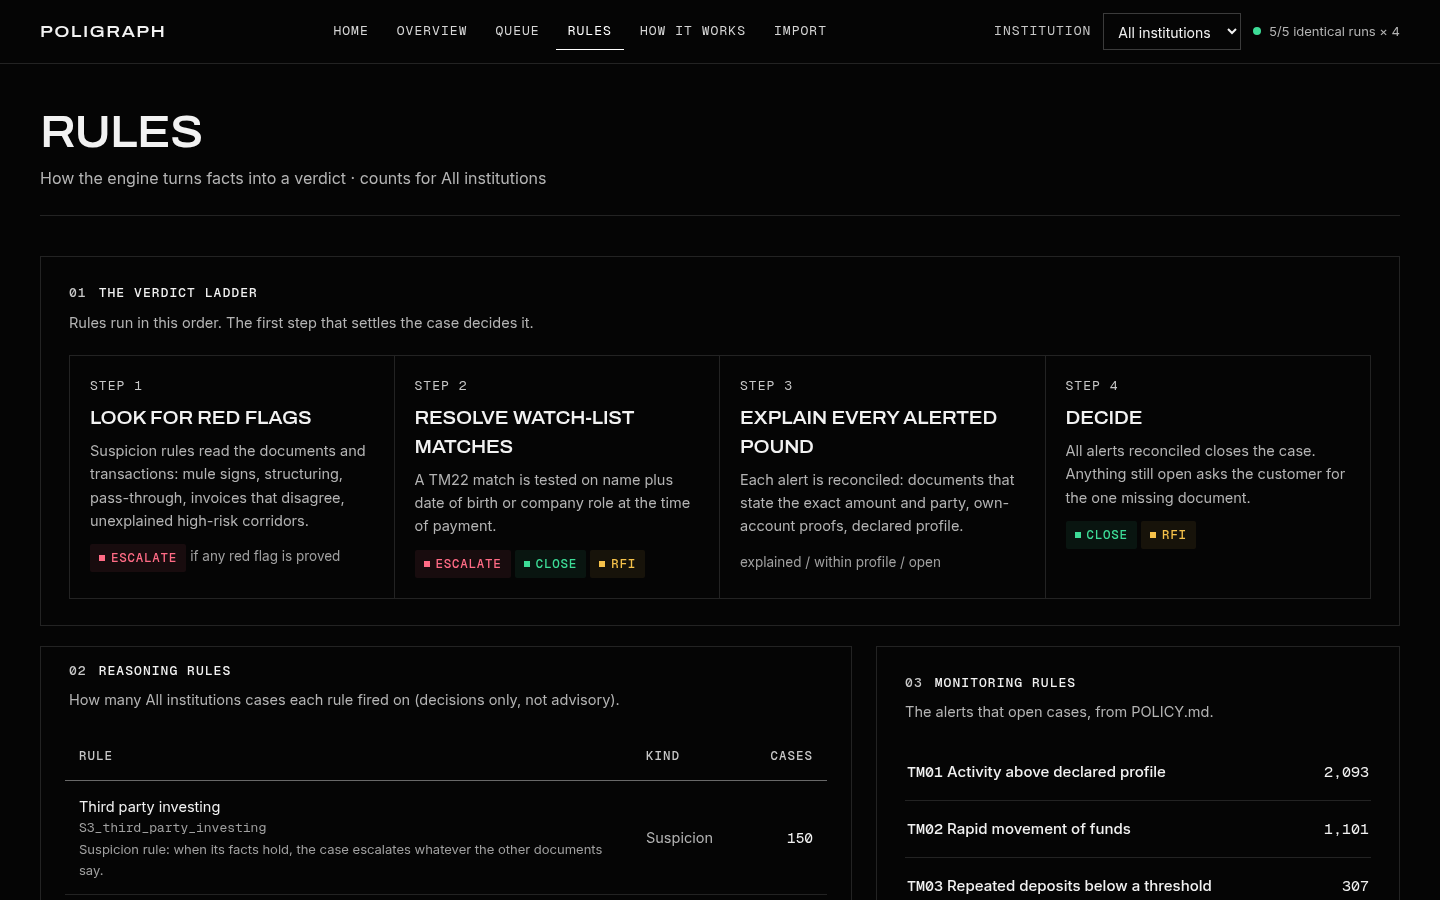 POLIGRAPH
HOME OVERVIEW QUEUE RULES HOW IT WORKS IMPORT
INSTITUTION All institutions 5/5 identical runs × 4
RULES
How the engine turns facts into a verdict · counts for All institutions
01 THE VERDICT LADDER
Rules run in this order. The first step that settles the case decides it.
STEP 1
LOOK FOR RED FLAGS
Suspicion rules read the documents and
transactions: mule signs, structuring,
pass-through, invoices that disagree,
unexplained high-risk corridors.
ESCALATE if any red flag is proved
STEP 2
RESOLVE WATCH-LIST
MATCHES
A TM22 match is tested on name plus
date of birth or company role at the time
of payment.
ESCALATE CLOSE RFI
STEP 3
EXPLAIN EVERY ALERTED
POUND
Each alert is reconciled: documents that
state the exact amount and party, own-
account proofs, declared profile.
explained / within profile / open
STEP 4
DECIDE
All alerts reconciled closes the case.
Anything still open asks the customer for
the one missing document.
CLOSE RFI
02 REASONING RULES
How many All institutions cases each rule fired on (decisions only, not advisory).
RULE KIND CASES
Third party investing
S3_third_party_investing
Suspicion rule: when its facts hold, the case escalates whatever the other documents
say.
Suspicion 150
03 MONITORING RULES
The alerts that open cases, from POLICY.md.
TM01 Activity above declared profile 2,093
TM02 Rapid movement of funds 1,101
TM03 Repeated deposits below a threshold 307